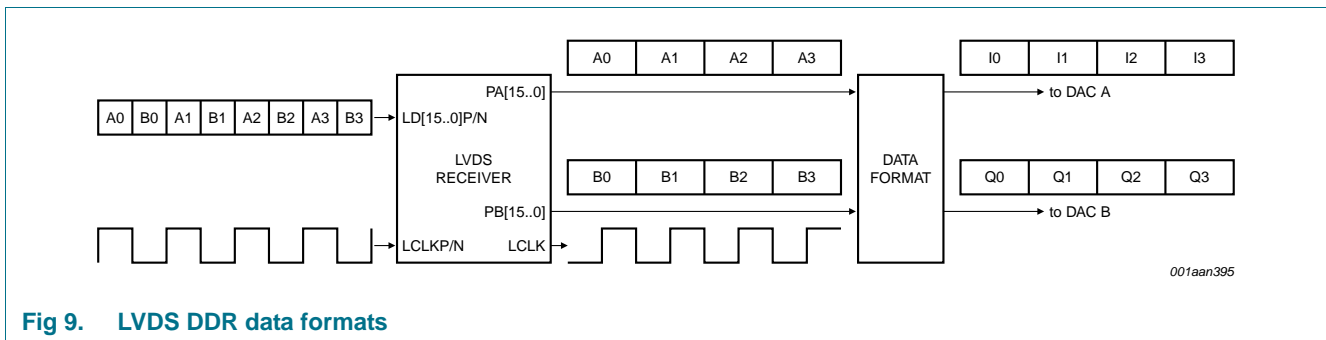 A0 A1 A2 A3
I0 I1 I2 I3
PA[15..0]
to DAC A
A0 B0 A1 B1 A2 B2 A3 B3
LD[15..0]P/N
LVDS
RECEIVER
DATA
FORMAT
B0 B1 B2 B3
Q0 Q1 Q2 Q3
PB[15..0]
to DAC B
LCLKP/N
LCLK
001aan395
Fig 9. LVDS DDR data formats